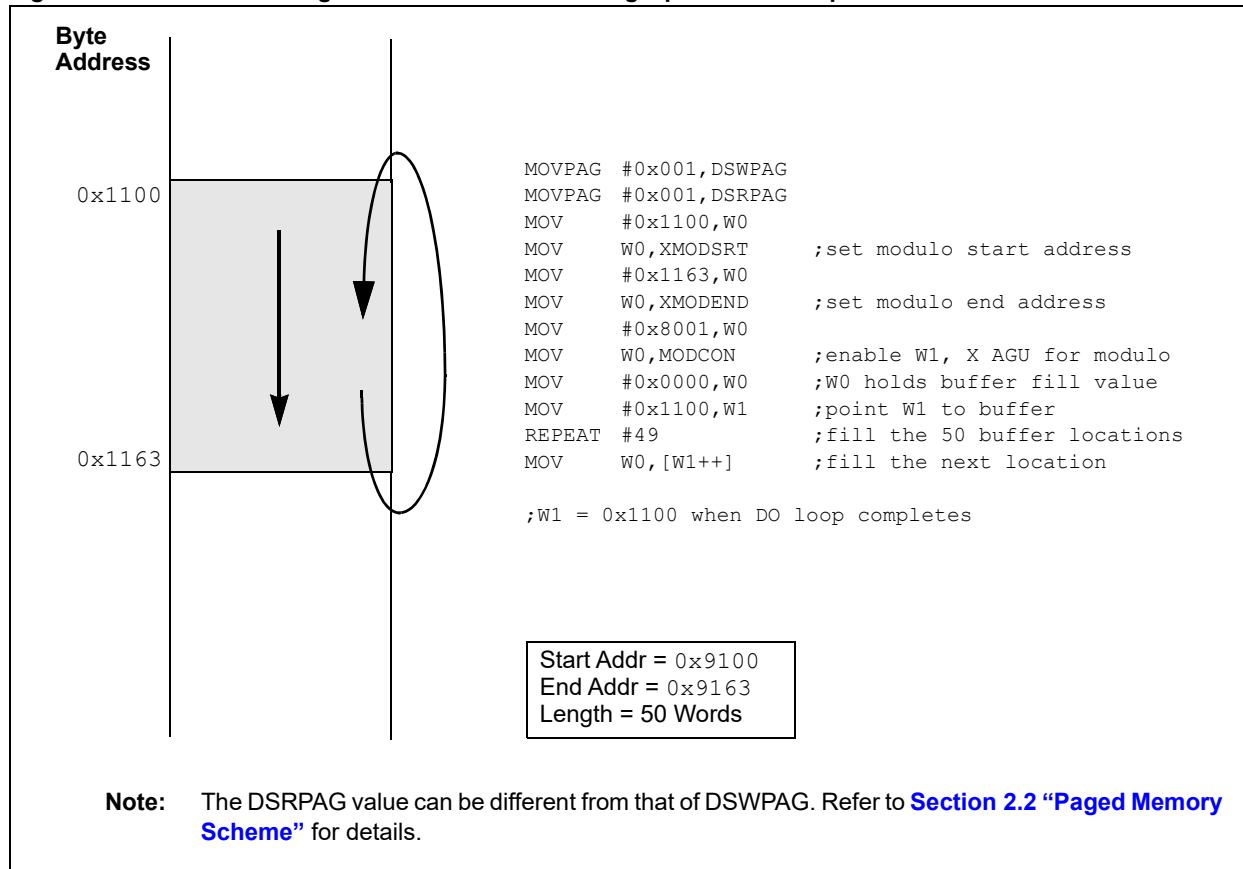 Byte
Address
0x1100
0x1163
MOVPAG #0x001,DSWPAG
MOVPAG #0x001,DSRPAG
MOV #0x1100,W0
MOV W0,XMODSRT ;set modulo start address
MOV #0x1163,W0
MOV W0,XMODEND ;set modulo end address
MOV #0x8001,W0
MOV W0,MODCON ;enable W1, X AGU for modulo
MOV #0x0000,W0 ;W0 holds buffer fill value
MOV #0x1100,W1 ;point W1 to buffer
REPEAT #49 ;fill the 50 buffer locations
MOV W0,[W1++] ;fill the next location
;W1 = 0x1100 when DO loop completes
Start Addr = 0x9100
End Addr = 0x9163
Length = 50 Words
Note: The DSRPAG value can be different from that of DSWPAG. Refer to Section 2.2 “Paged Memory
Scheme” for details.